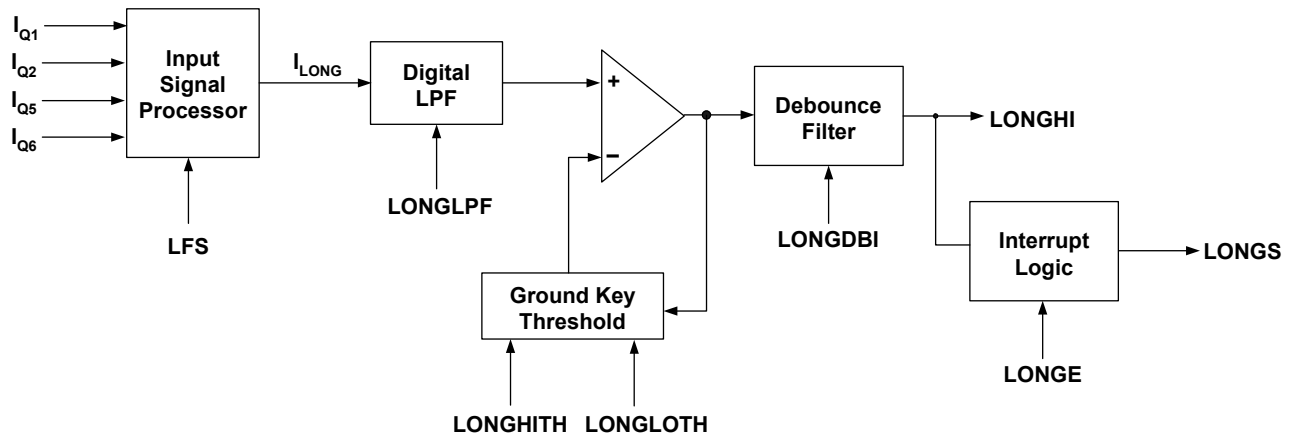 I_Q1
I_Q2
I_Q5
I_Q6
Input
Signal
Processor
LFS
I_LONG
Digital
LPF
LONGLPF
+
−
Ground Key
Threshold
LONGHITH
LONGLOTH
Debounce
Filter
LONGDBI
LONGHI
Interrupt
Logic
LONGE
LONGS